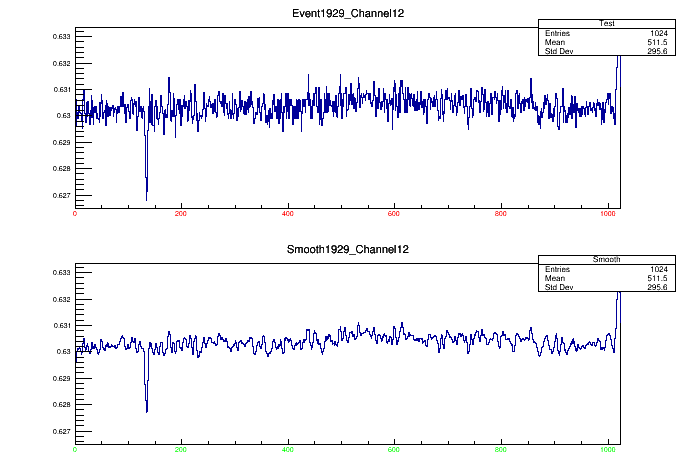 Event1929_Channel12
Test
Entries 1024
Mean 511.5
Std Dev 295.6
0.633
0.632
0.631
0.63
0.629
0.628
0.627
0 200 400 600 800 1000
Smooth1929_Channel12
Smooth
Entries 1024
Mean 511.5
Std Dev 295.6
0.633
0.632
0.631
0.63
0.629
0.628
0.627
0 200 400 600 800 1000